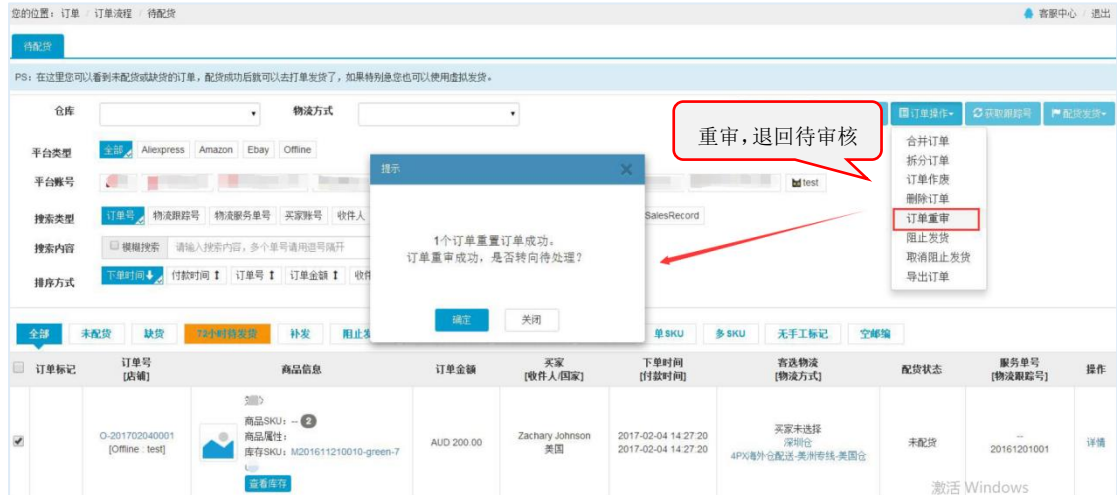 您的位置：订单 / 订单流程 / 待配货
客服中心 / 退出
待配货
PS：在这里您可以看到未配货或缺货的订单，配货成功后就可以去打单发货了，如果特别急您也可以使用虚拟发货。
仓库 物流方式
订单操作 获取跟踪号 配货发货
重审，退回待审核
合并订单
拆分订单
订单作废
删除订单
订单重审
阻止发货
取消阻止发货
导出订单
平台类型 全部 Aliexpress Amazon Ebay Offline
平台账号 test
搜索类型 订单号 物流跟踪号 物流服务单号 买家账号 收件人 SalesRecord
搜索内容 模糊搜索 请输入搜索内容，多个单号请用逗号隔开
排序方式 下单时间 付款时间 订单号 订单金额 收件
提示
1个订单重置订单成功。
订单重审成功，是否转向待处理？
确定 关闭
全部 未配货 缺货 72小时待发货 补发 阻止发 单SKU 多SKU 无手工标记 空邮编
订单标记 订单号 商品信息 订单金额 买家 下单时间 客选物流 配货状态 服务单号 操作
[店铺] [收件人/国家] [付款时间] [物流方式] [物流跟踪号]
商品SKU：-- 2
O-201702040001 商品属性： AUD 200.00 Zachary Johnson 2017-02-04 14:27:20 买家未选择 未配货 -- 详情
[Offline : test] 库存SKU：M201611210010-green-7 美国 2017-02-04 14:27:20 深圳仓 20161201001
4PX海外仓配送-美洲专线-美国仓
查看库存
激活 Windows